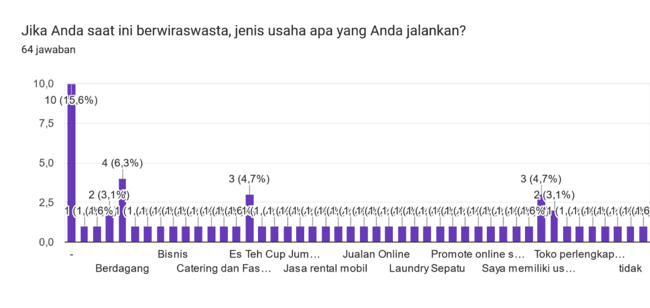 Jika Anda saat ini berwiraswasta, jenis usaha apa yang Anda jalankan?
64 jawaban
10,0
10 (15,6%)
7,5
5,0
4 (6,3%)
3 (4,7%)
3 (4,7%)
2 (3,1%)
2 (3,1%)
2,5
0,0
-
Bisnis
Es Teh Cup Jum…
Jualan Online
Promote online s…
Toko perlengkap…
Berdagang
Catering dan Fas…
Jasa rental mobil
Laundry Sepatu
Saya memiliki us…
tidak